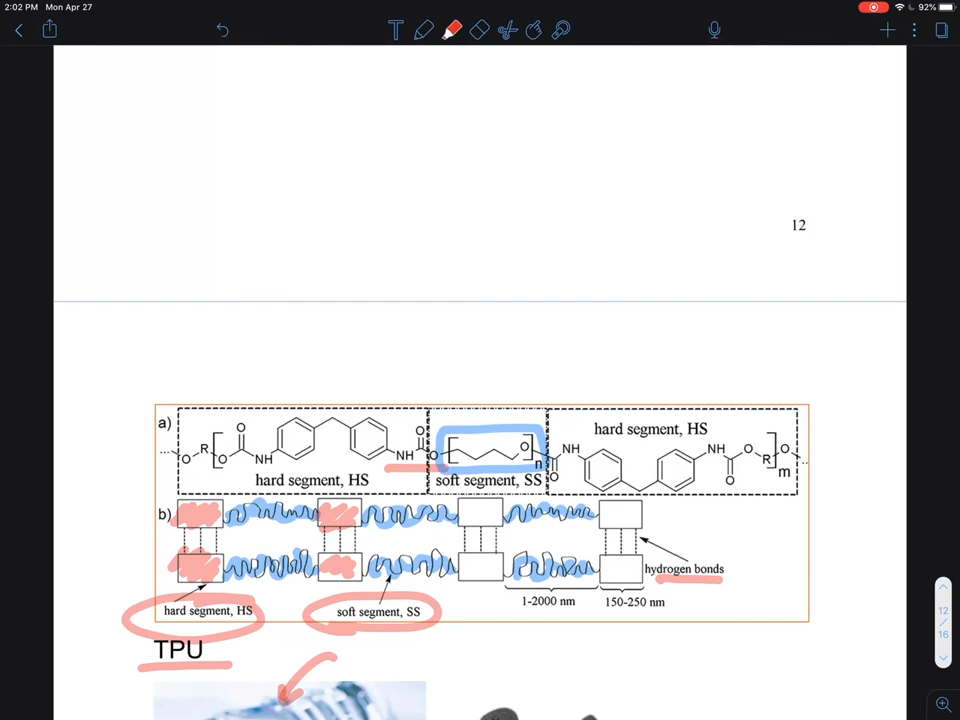 2:02 PM Mon Apr 27
92%
12
a)
hard segment, HS
O R O O NH NH O O O n O O NH NH O O R O m
hard segment, HS
soft segment, SS
b)
hydrogen bonds
1-2000 nm
150-250 nm
hard segment, HS
soft segment, SS
TPU
12
/
16